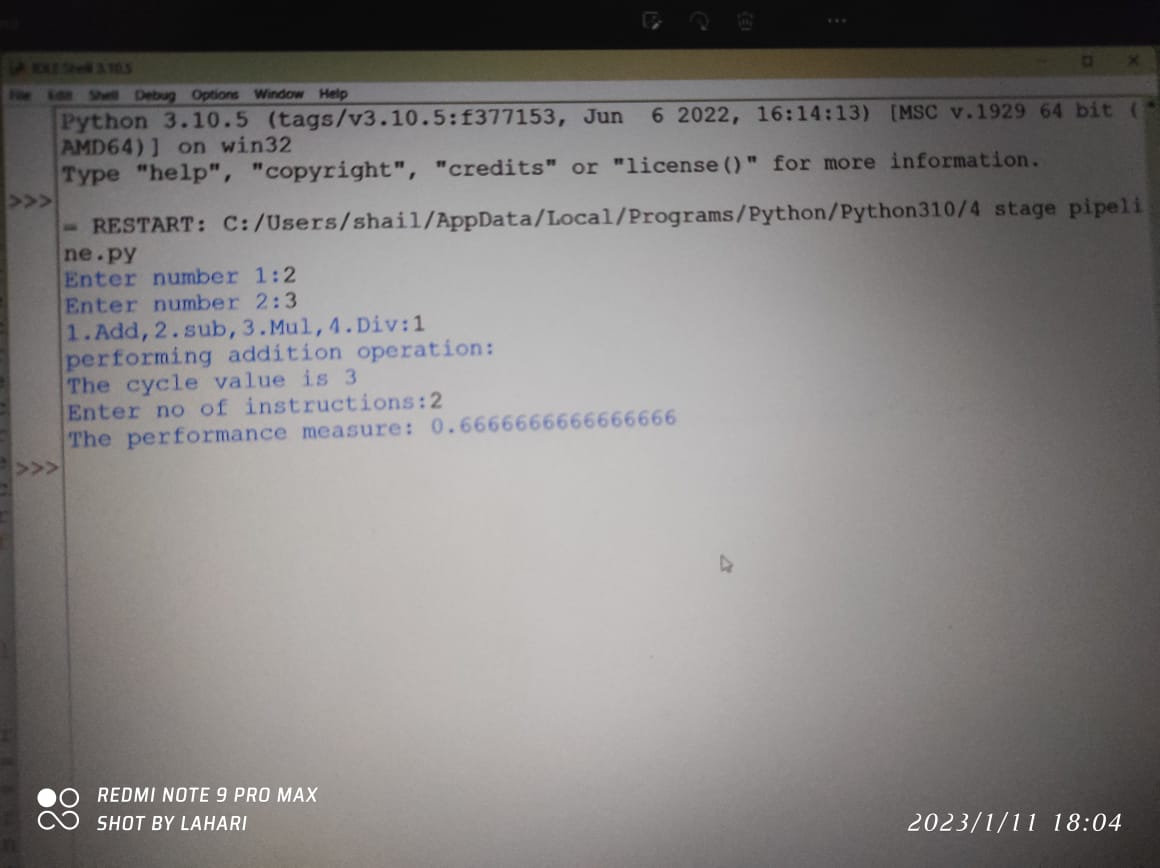 IDLE Shell 3.10.5
File Edit Shell Debug Options Window Help
Python 3.10.5 (tags/v3.10.5:f377153, Jun  6 2022, 16:14:13) [MSC v.1929 64 bit (
AMD64)] on win32
Type "help", "copyright", "credits" or "license()" for more information.
>>>
= RESTART: C:/Users/shail/AppData/Local/Programs/Python/Python310/4 stage pipeli
ne.py
Enter number 1:2
Enter number 2:3
1.Add,2.sub,3.Mul,4.Div:1
performing addition operation:
The cycle value is 3
Enter no of instructions:2
The performance measure: 0.6666666666666666
>>>
REDMI NOTE 9 PRO MAX
SHOT BY LAHARI
2023/1/11 18:04